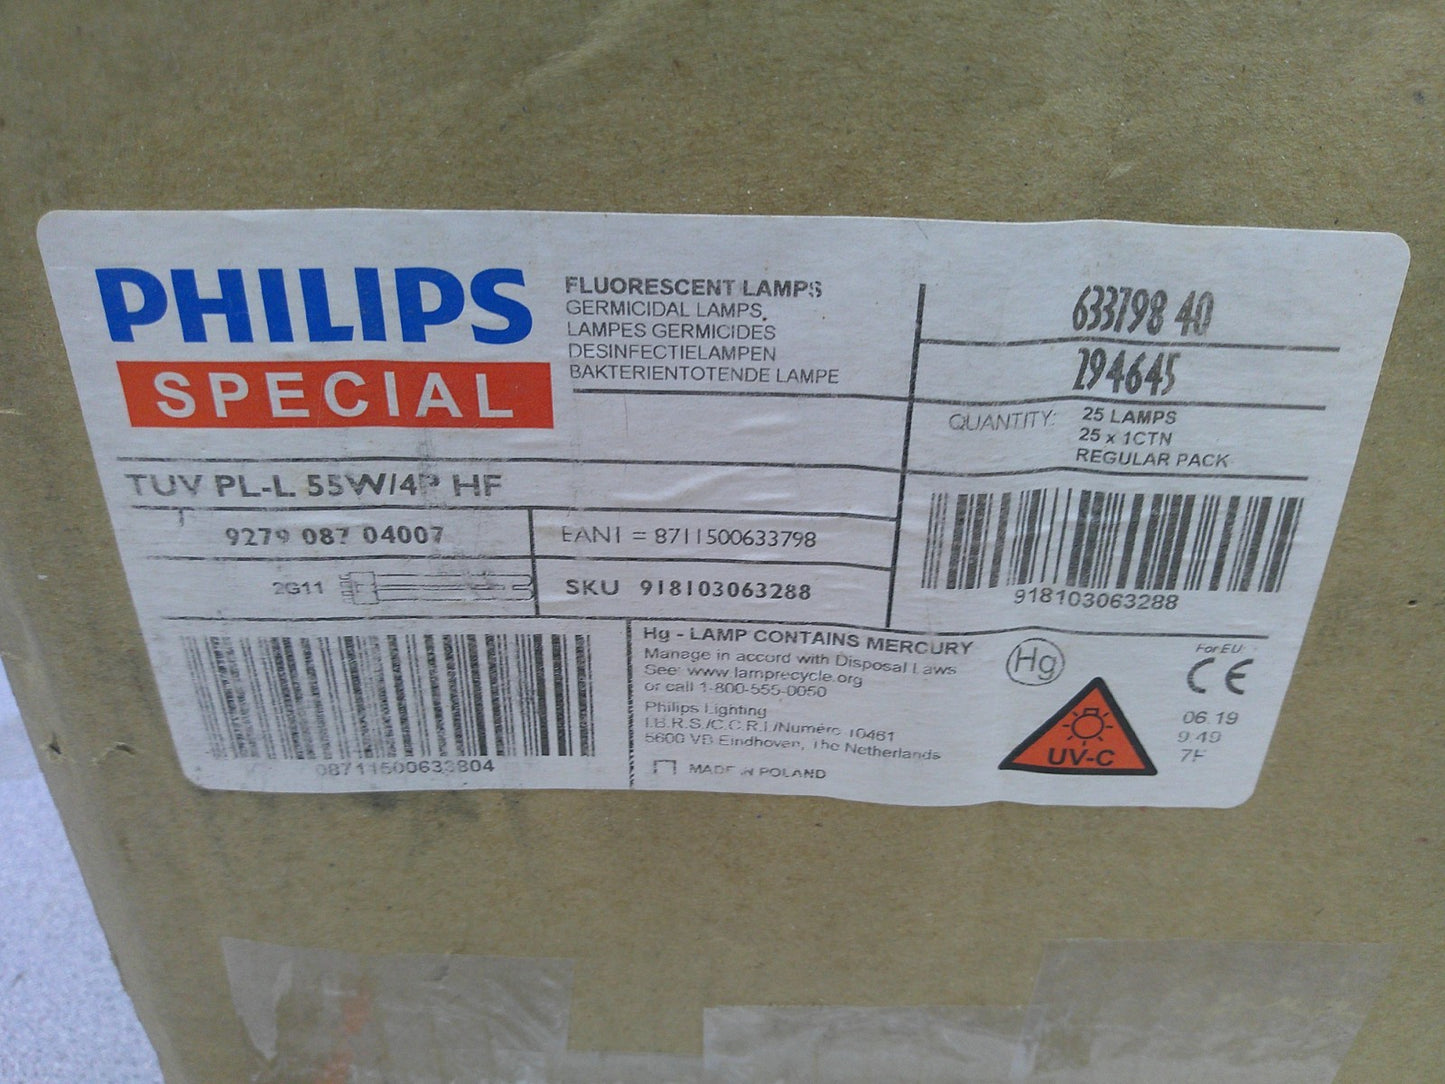 PHILIPS
SPECIAL
FLUORESCENT LAMPS
GERMICIDAL LAMPS
LAMPES GERMICIDES
DESINFECTIELAMPEN
BAKTERIENTOTENDE LAMPE
633798 40
294645
QUANTITY: 25 LAMPS
25 x 1CTN
REGULAR PACK
TUV PL-L 55W/4P HF
9279 087 04007
EAN1 = 8711500633798
2G11
SKU 918103063288
918103063288
08711500633804
Hg - LAMP CONTAINS MERCURY
Manage in accord with Disposal Laws
See: www.lamprecycle.org
or call 1-800-555-0050
Philips Lighting
I.B.R.S./C.C.R.I./Numéro 10461
5600 VB Eindhoven, The Netherlands
MADE IN POLAND
Hg
UV-C
For EU:
CE
06.19
9.49